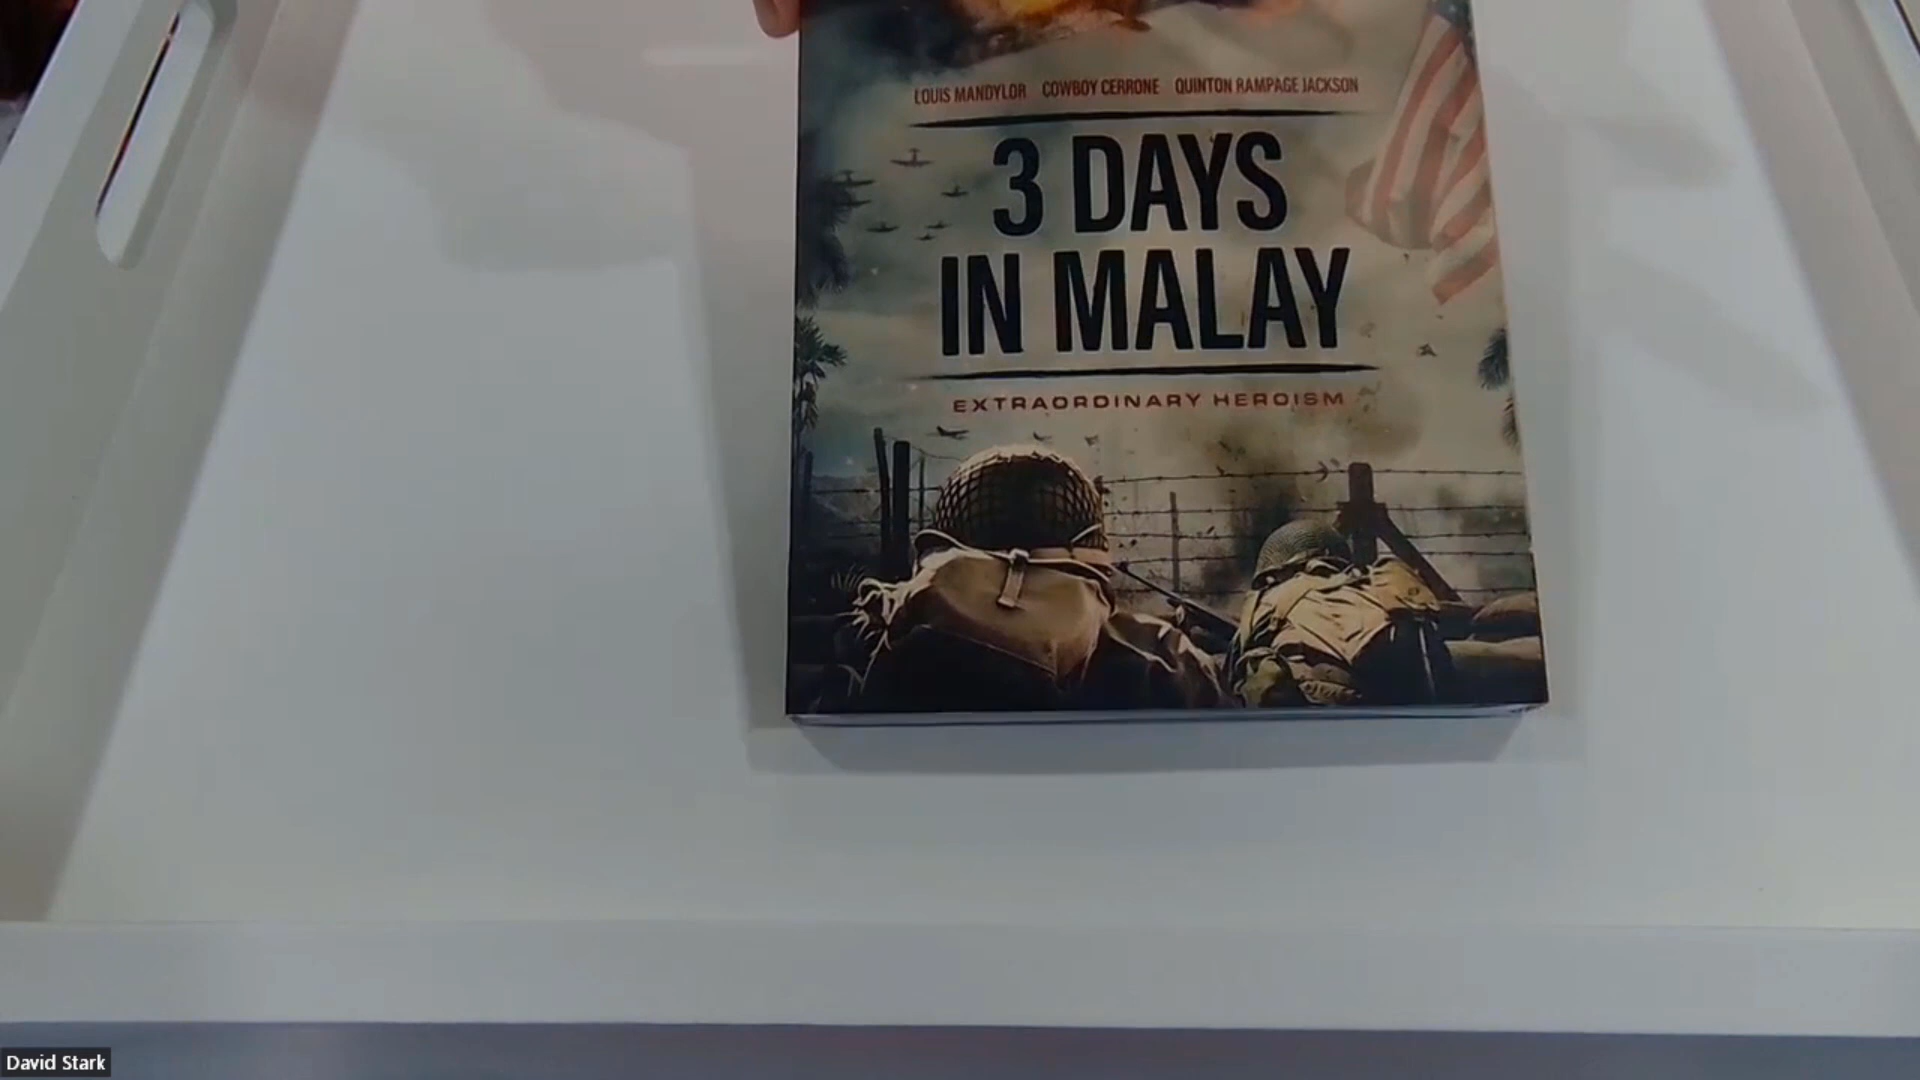 LOUIS MANDYLOR COWBOY CERRONE QUINTON RAMPAGE JACKSON
3 DAYS
IN MALAY
EXTRAORDINARY HEROISM
David Stark